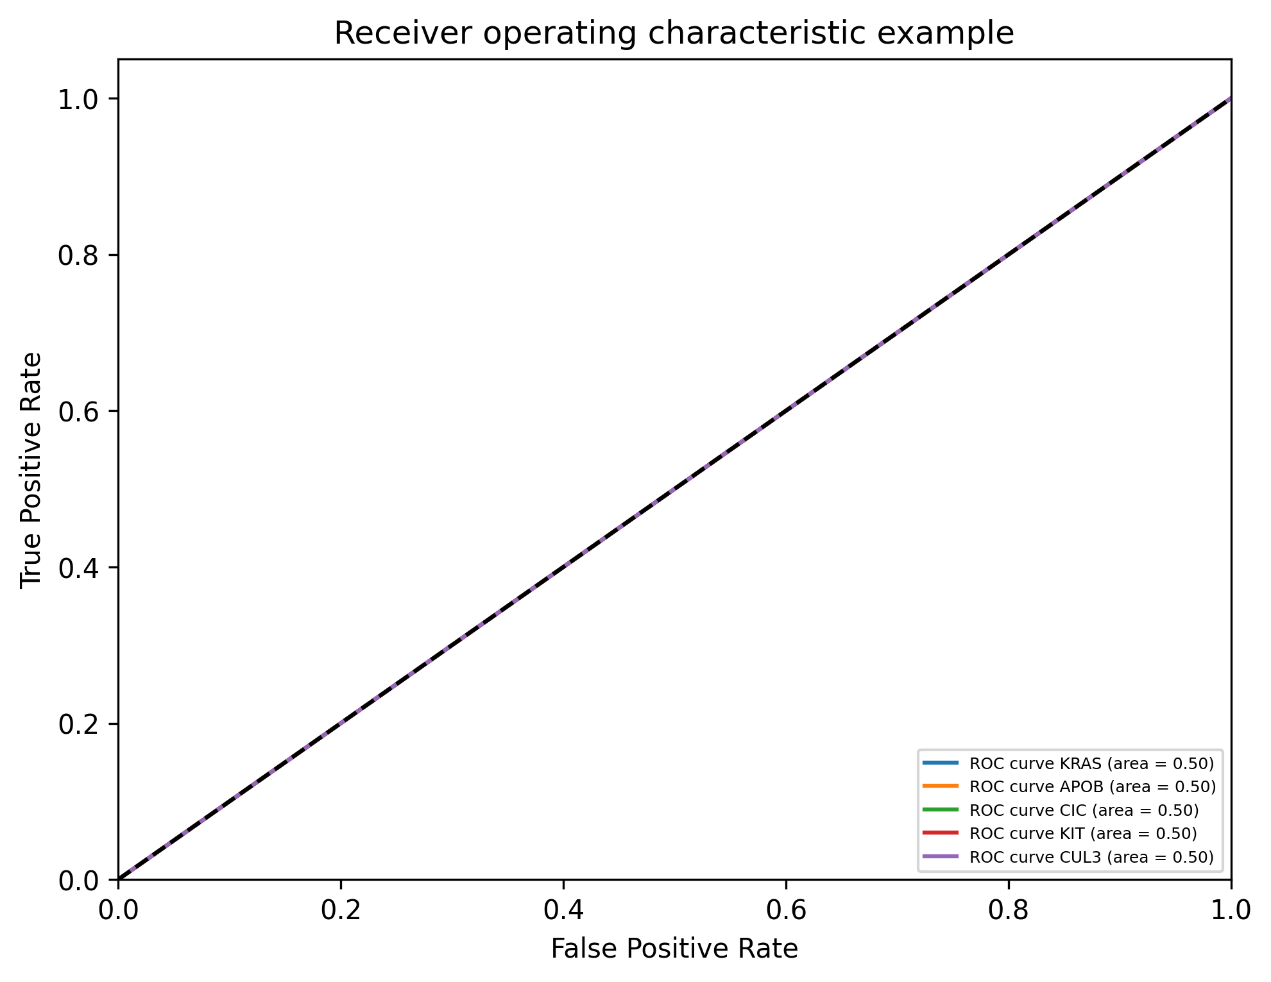 Receiver operating characteristic example
True Positive Rate
1.0
0.8
0.6
0.4
0.2
0.0
ROC curve KRAS (area = 0.50)
ROC curve APOB (area = 0.50)
ROC curve CIC (area = 0.50)
ROC curve KIT (area = 0.50)
ROC curve CUL3 (area = 0.50)
0.0 0.2 0.4 0.6 0.8 1.0
False Positive Rate